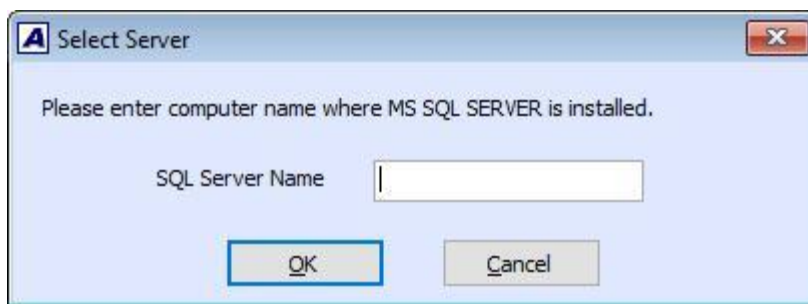 A Select Server
Please enter computer name where MS SQL SERVER is installed.
SQL Server Name
OK Cancel